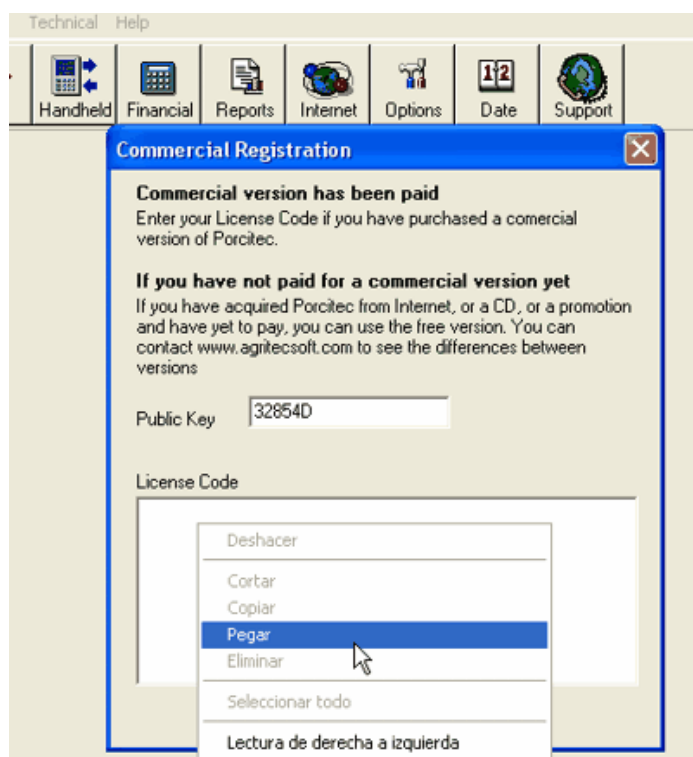 Technical Help
Handheld Financial Reports Internet Options Date Support
Commercial Registration
Commercial version has been paid
Enter your License Code if you have purchased a comercial
version of Porcitec.
If you have not paid for a commercial version yet
If you have acquired Porcitec from Internet, or a CD, or a promotion
and have yet to pay, you can use the free version. You can
contact www.agritecsoft.com to see the differences between
versions
Public Key 32854D
License Code
Deshacer
Cortar
Copiar
Pegar
Eliminar
Seleccionar todo
Lectura de derecha a izquierda